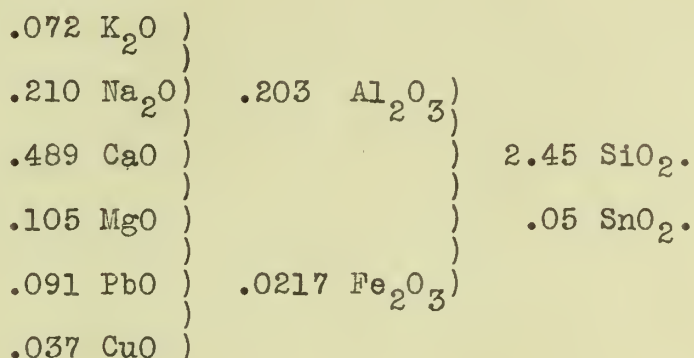 .072 K2O )
)
.210 Na2O) .203 Al2O3)
) )
.489 CaO ) ) 2.45 SiO2.
) )
.105 MgO ) ) .05 SnO2.
) )
.091 PbO ) .0217 Fe2O3)
)
.037 CuO )